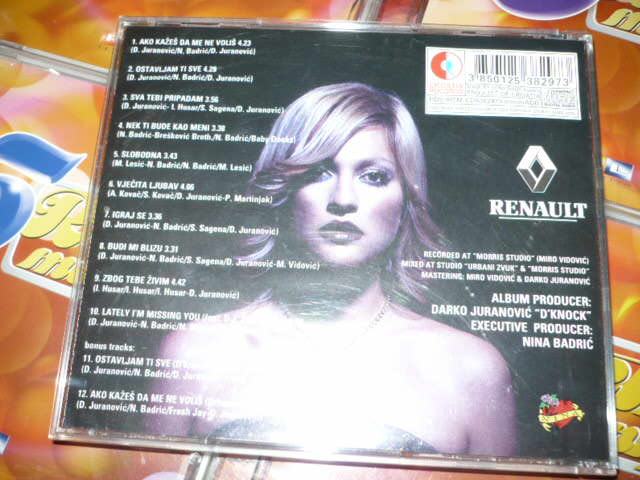 1. AKO KAŽEŠ DA ME NE VOLIŠ 4.23
(D. Juranović/N. Badrić/D. Juranović)
2. OSTAVLJAM TI SVE 4.29
(D. Juranović/N. Badrić/D. Juranović)
3. SVA TEBI PRIPADAM 3.56
(D. Juranović- I. Husar/S. Sagena/D. Juranović)
4. NEK TI BUDE KAO MENI 3.36
(N. Badrić-Brešković Broth./N. Badrić/Baby Dooks)
5. SLOBODNA 3.43
(M. Lesić-N. Badrić/N. Badrić/M. Lesić)
6. VJEČITA LJUBAV 4.06
(A. Kovač/S. Kovač/D. Juranović-P. Martinjak)
7. IGRAJ SE 3.36
(D. Juranović-N. Badrić/S. Sagena/D. Juranović)
8. BUDI MI BLIZU 3.31
(D. Juranović-N. Badrić/S. Sagena/D. Juranović-M. Vidović)
9. ZBOG TEBE ŽIVIM 4.42
(I. Husar/I. Husar/I. Husar-D. Juranović)
10. LATELY I'M MISSING YOU
(D. Juranović-N. Badrić/N.
bonus tracks:
11. OSTAVLJAM TI SVE
(D. Juranović/N. Badrić/D. Juranović
12. AKO KAŽEŠ DA ME NE VOLIŠ
(D. Juranović/N. Badrić/Fresh Jay-D.
3 850125 382973
RENAULT
RECORDED AT "MORRIS STUDIO" (MIRO VIDOVIĆ)
MIXED AT STUDIO "URBANI ZVUK" & "MORRIS STUDIO"
MASTERING: MIRO VIDOVIĆ & DARKO JURANOVIĆ
ALBUM PRODUCER:
DARKO JURANOVIĆ "D'KNOCK"
EXECUTIVE PRODUCER:
NINA BADRIĆ
NINA